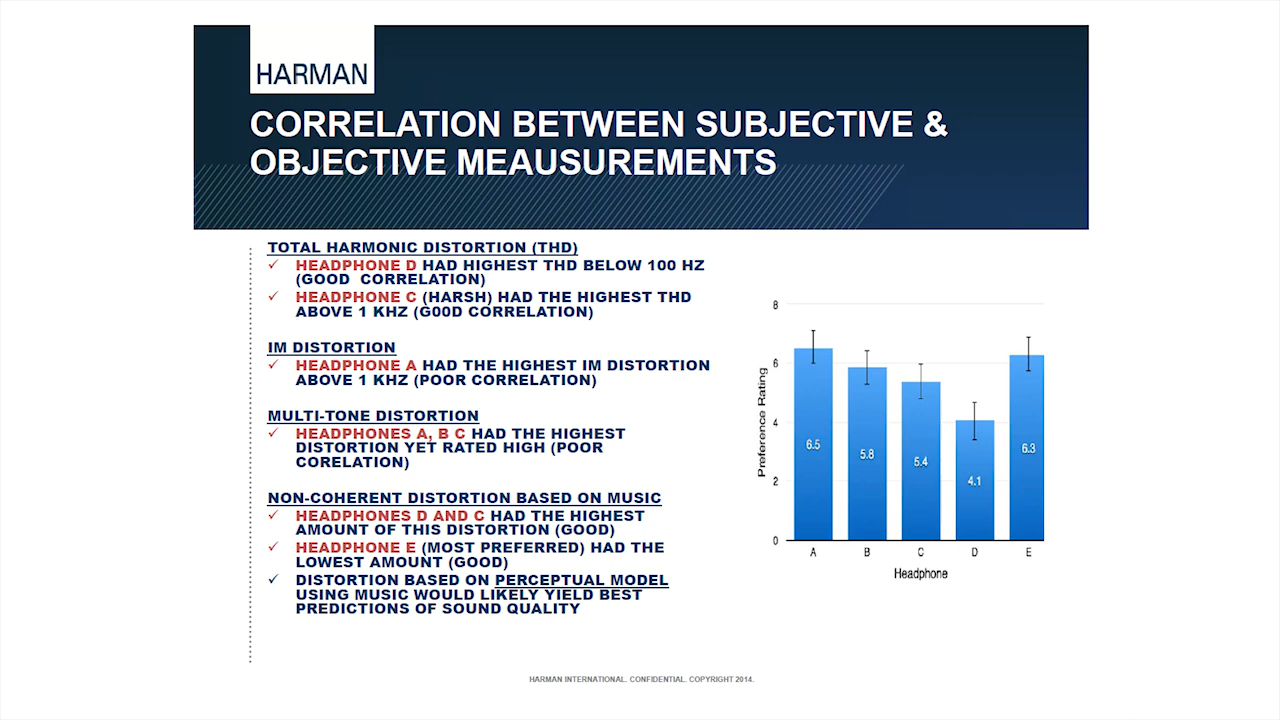 HARMAN
CORRELATION BETWEEN SUBJECTIVE &
OBJECTIVE MEAUSUREMENTS
TOTAL HARMONIC DISTORTION (THD)
✓ HEADPHONE D HAD HIGHEST THD BELOW 100 HZ
(GOOD CORRELATION)
✓ HEADPHONE C (HARSH) HAD THE HIGHEST THD
ABOVE 1 KHZ (G00D CORRELATION)
IM DISTORTION
✓ HEADPHONE A HAD THE HIGHEST IM DISTORTION
ABOVE 1 KHZ (POOR CORRELATION)
MULTI-TONE DISTORTION
✓ HEADPHONES A, B C HAD THE HIGHEST
DISTORTION YET RATED HIGH (POOR
CORELATION)
NON-COHERENT DISTORTION BASED ON MUSIC
✓ HEADPHONES D AND C HAD THE HIGHEST
AMOUNT OF THIS DISTORTION (GOOD)
✓ HEADPHONE E (MOST PREFERRED) HAD THE
LOWEST AMOUNT (GOOD)
✓ DISTORTION BASED ON PERCEPTUAL MODEL
USING MUSIC WOULD LIKELY YIELD BEST
PREDICTIONS OF SOUND QUALITY
Preference Rating
8
6
4
2
0
6.5
5.8
5.4
4.1
6.3
A B C D E
Headphone
HARMAN INTERNATIONAL. CONFIDENTIAL. COPYRIGHT 2014.